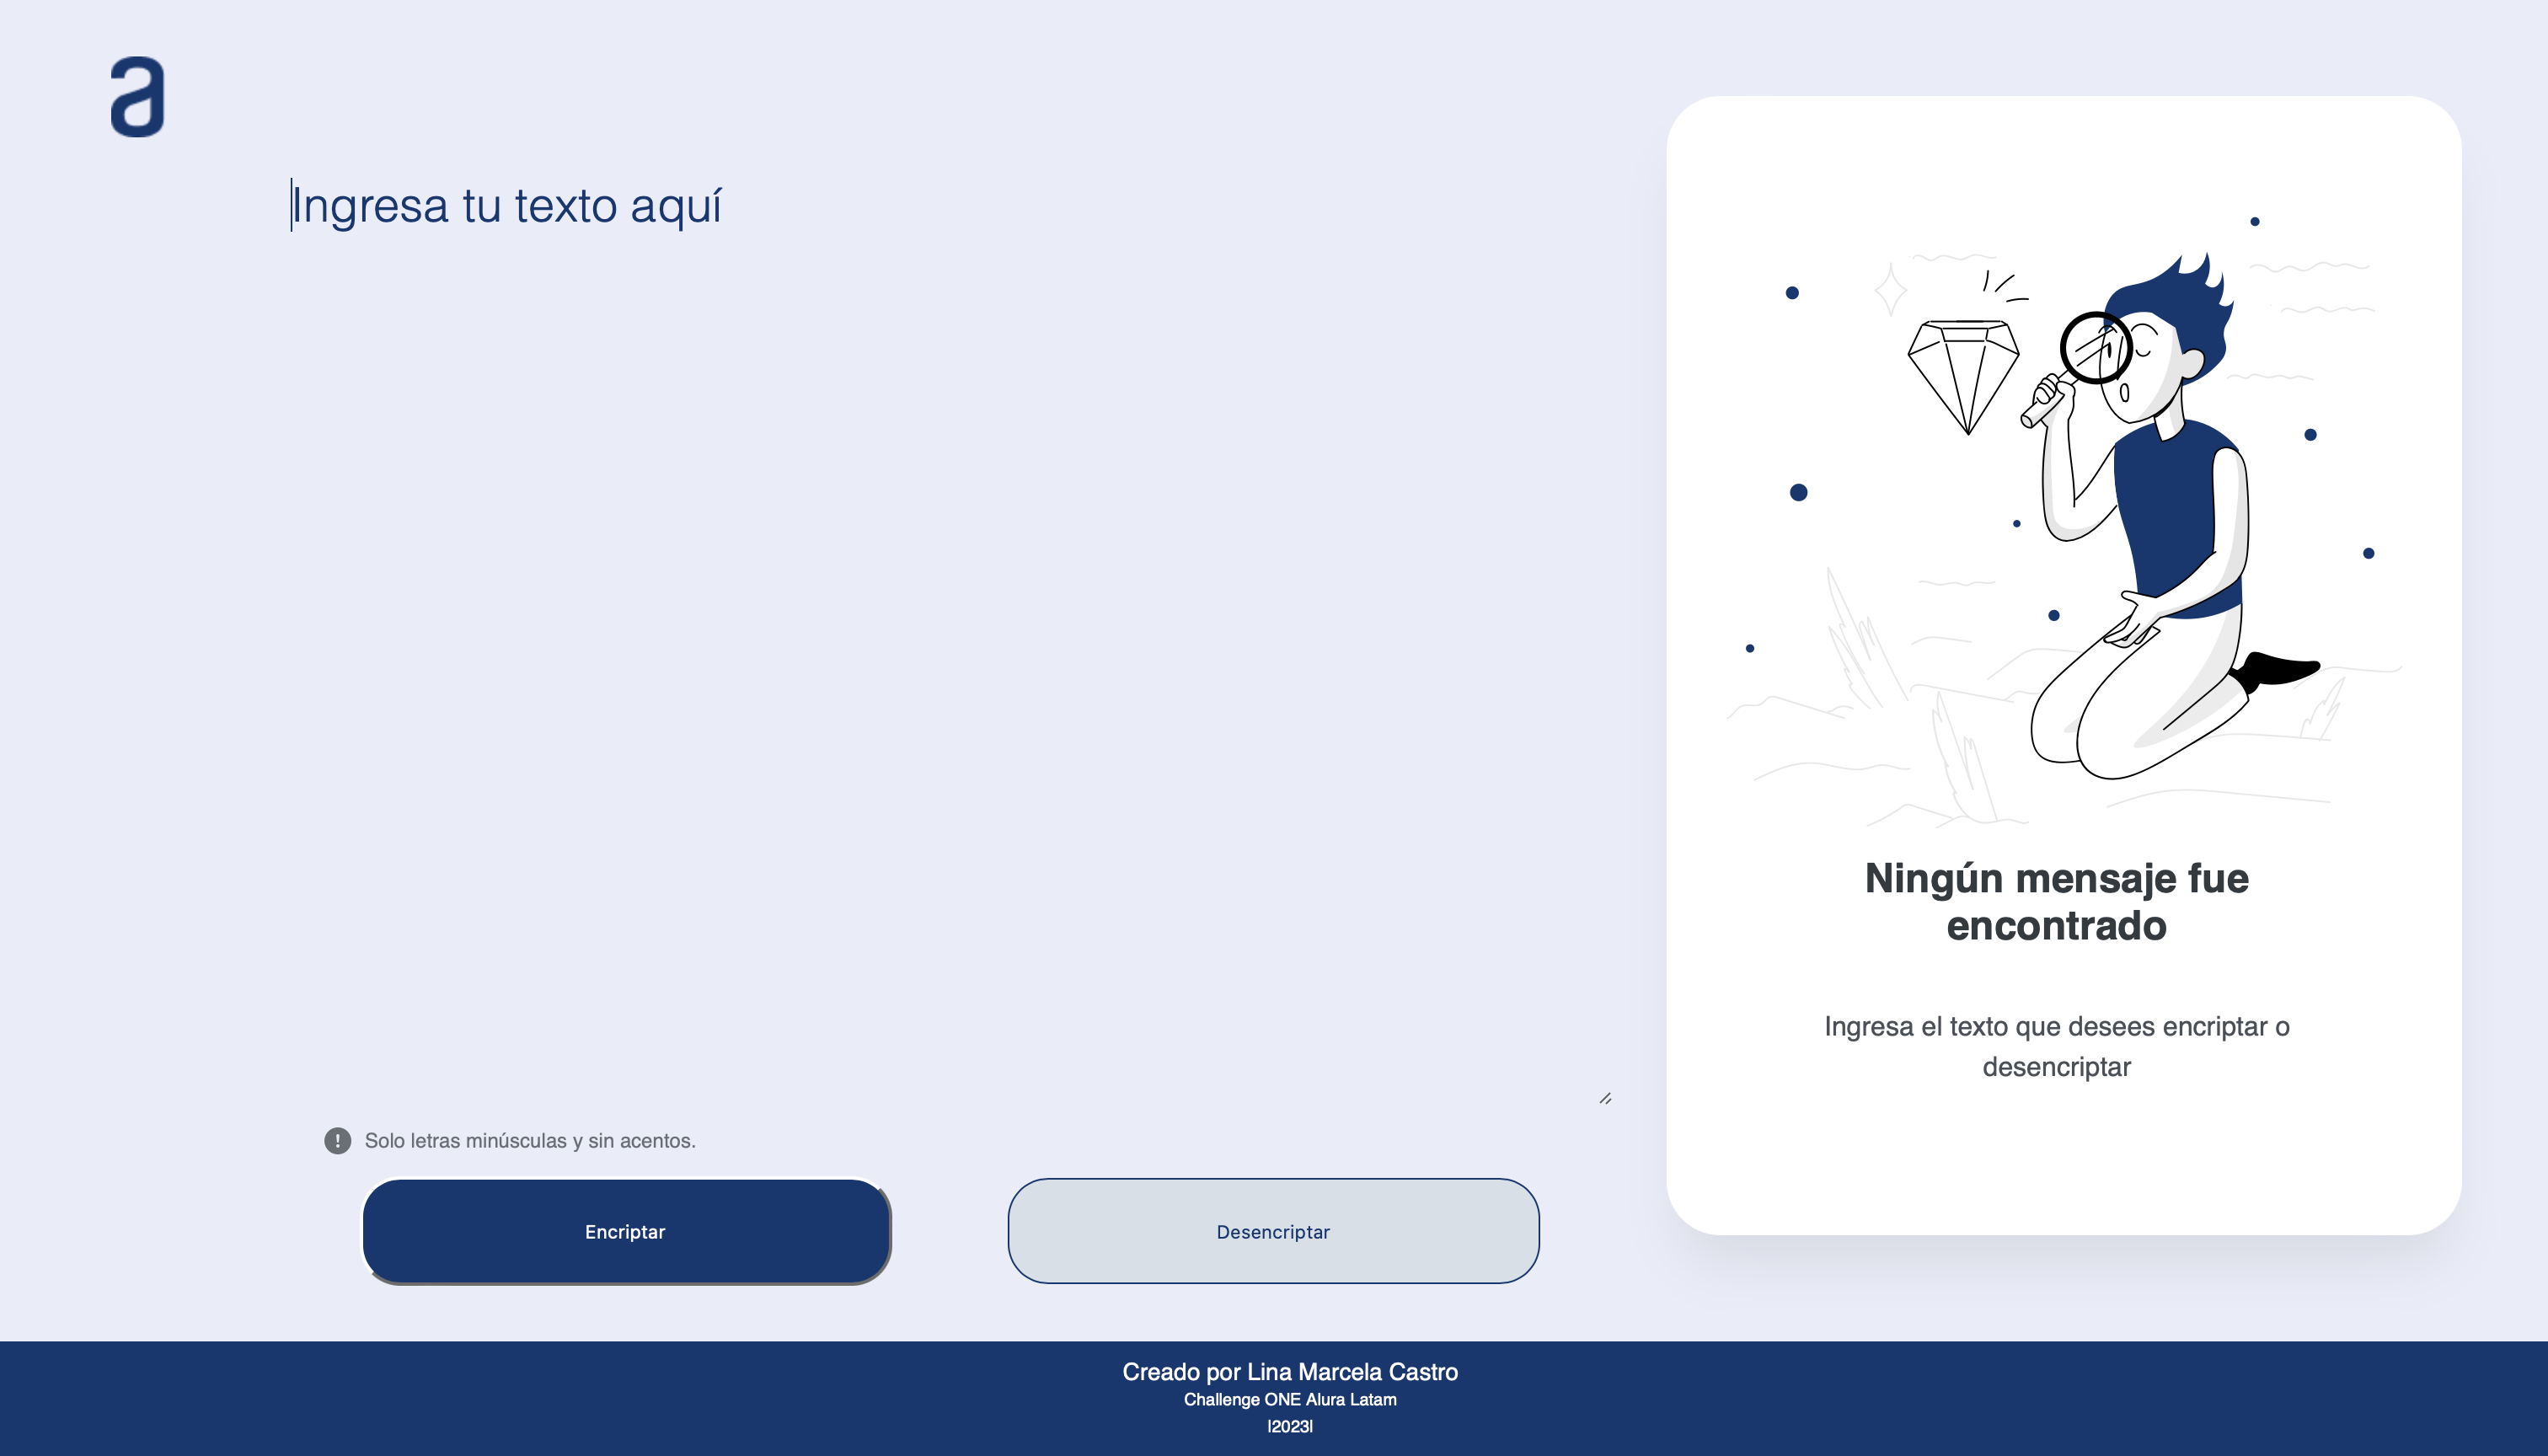 a
Ingresa tu texto aquí
Ningún mensaje fue
encontrado
Ingresa el texto que desees encriptar o
desencriptar
Solo letras minúsculas y sin acentos.
Encriptar
Desencriptar
Creado por Lina Marcela Castro
Challenge ONE Alura Latam
|2023|